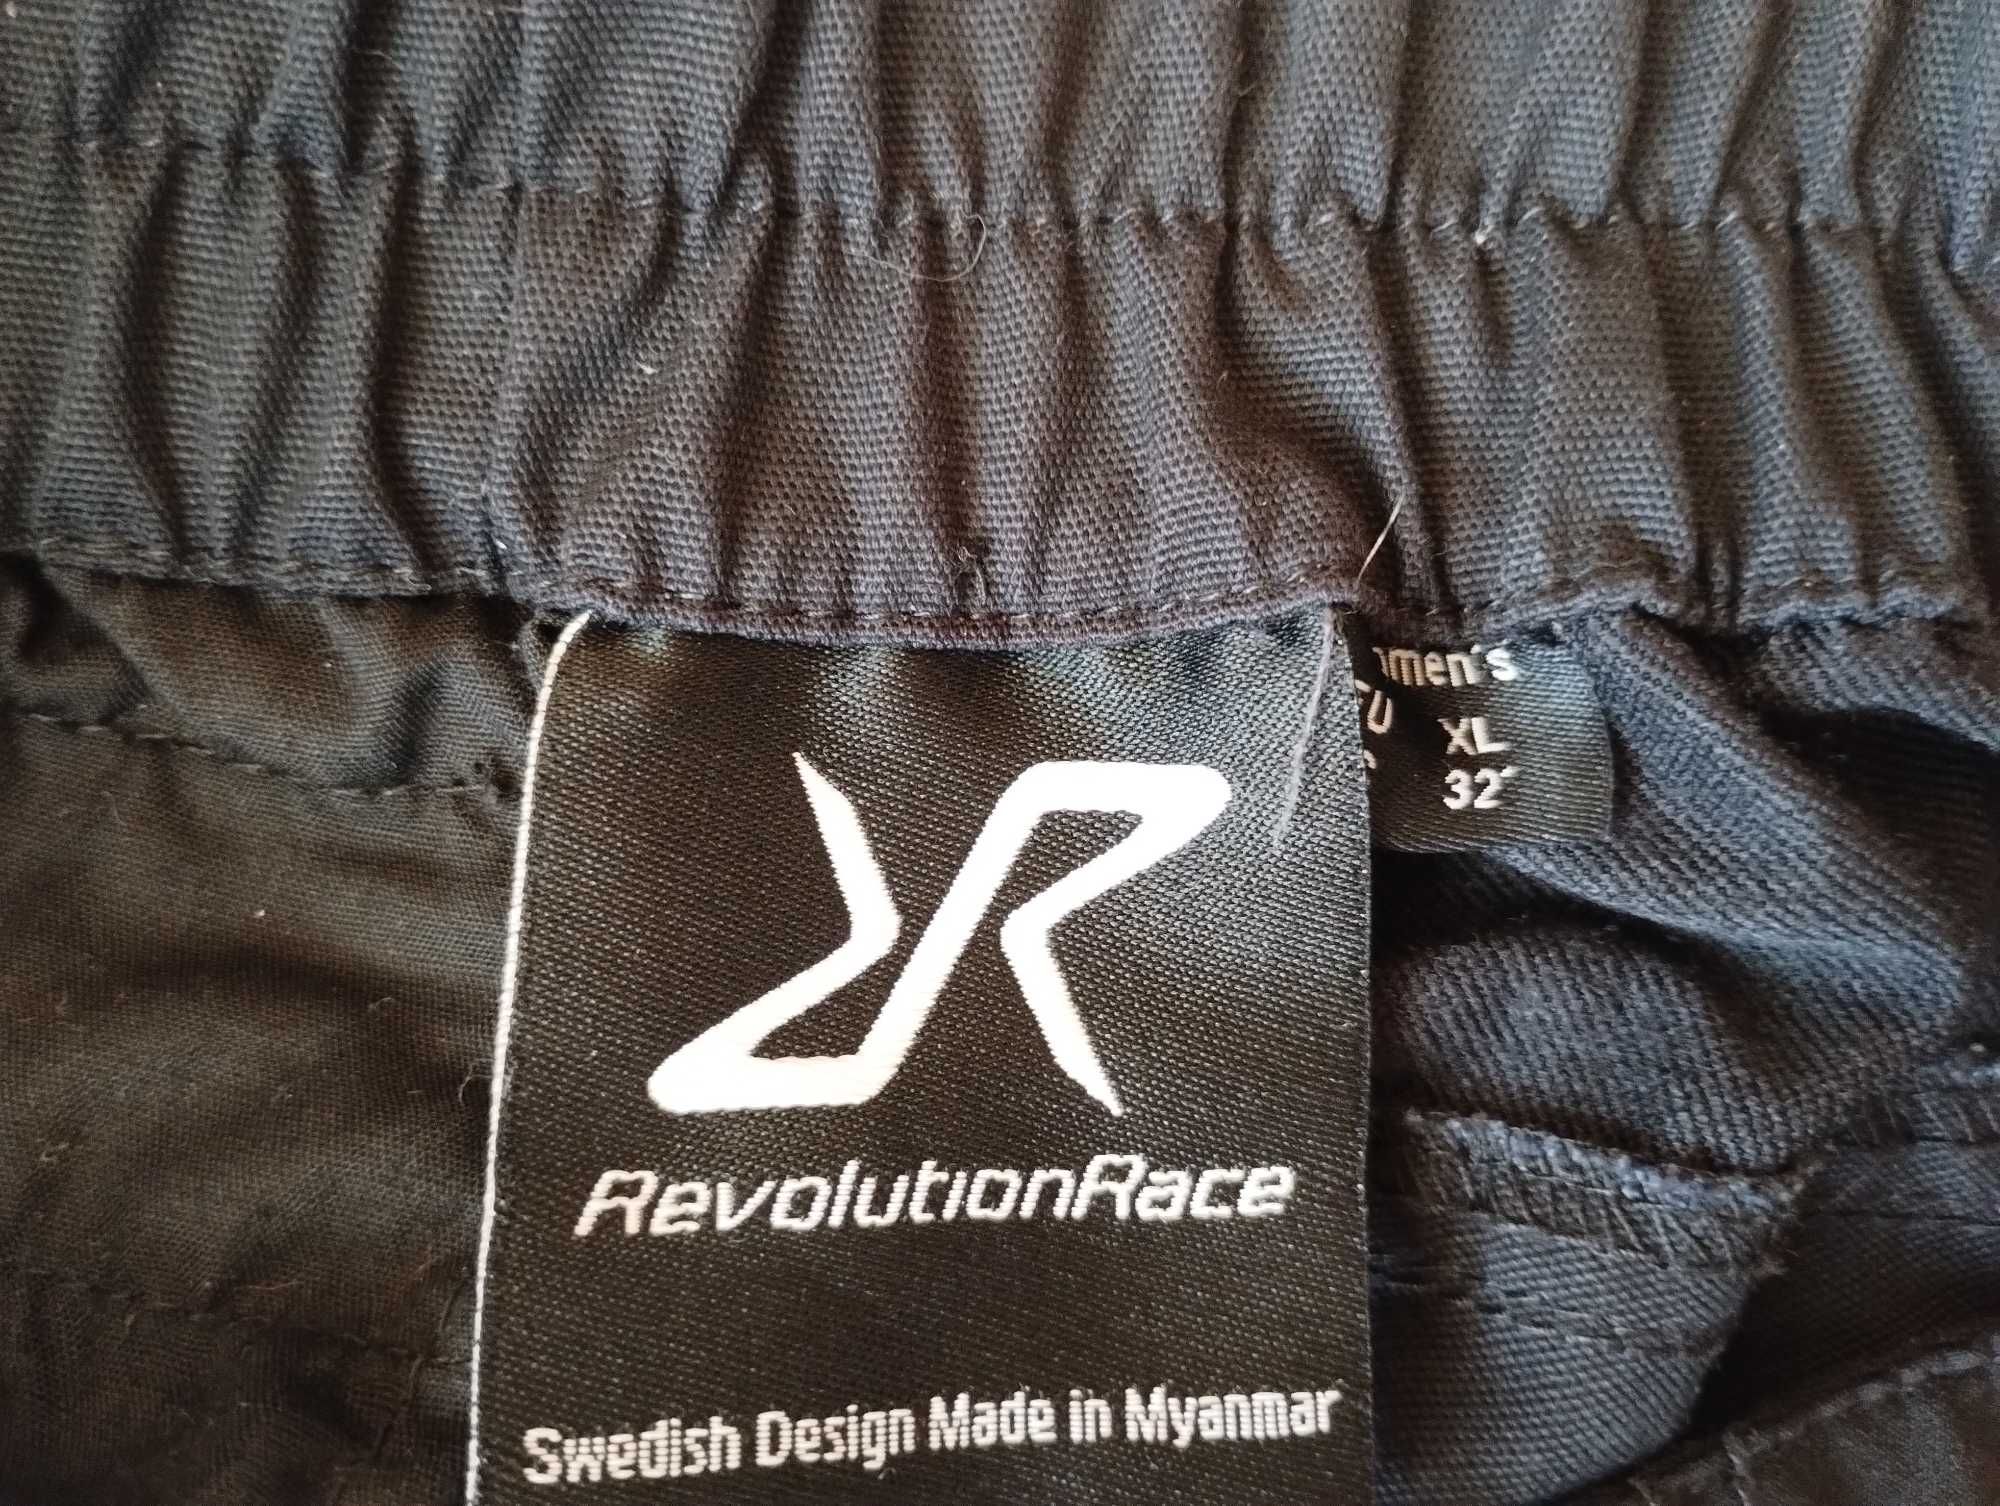 RevolutionRace
Swedish Design Made in Myanmar
XL
32"